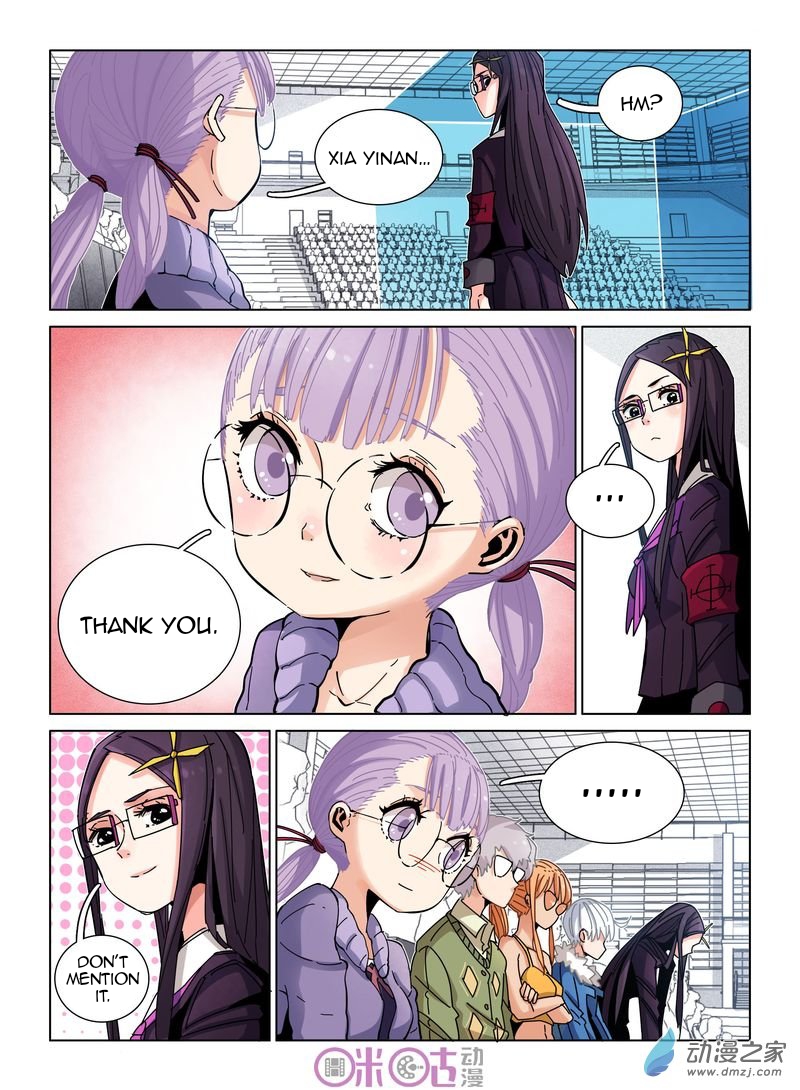 XIA YINAN...
HM?
THANK YOU.
...
DON'T
MENTION
IT.
.....
咪咕动漫
动漫之家
www.dmzj.com